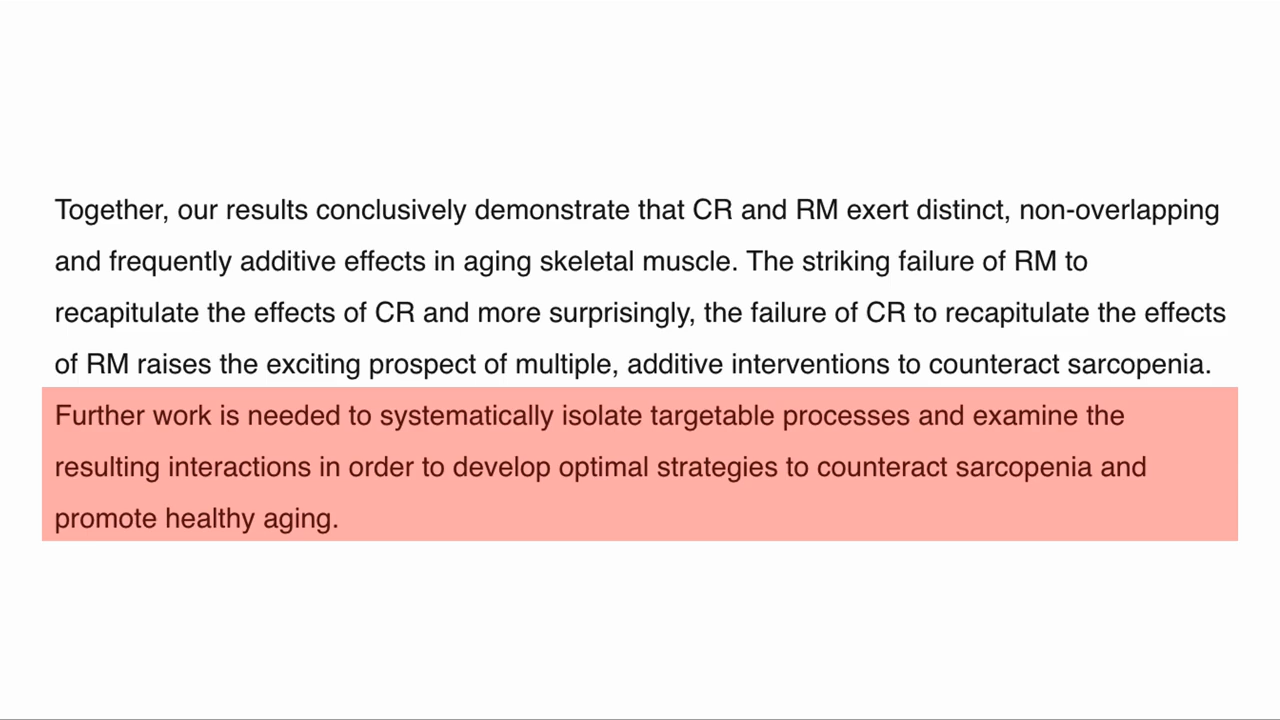 Together, our results conclusively demonstrate that CR and RM exert distinct, non-overlapping
and frequently additive effects in aging skeletal muscle. The striking failure of RM to
recapitulate the effects of CR and more surprisingly, the failure of CR to recapitulate the effects
of RM raises the exciting prospect of multiple, additive interventions to counteract sarcopenia.
Further work is needed to systematically isolate targetable processes and examine the
resulting interactions in order to develop optimal strategies to counteract sarcopenia and
promote healthy aging.